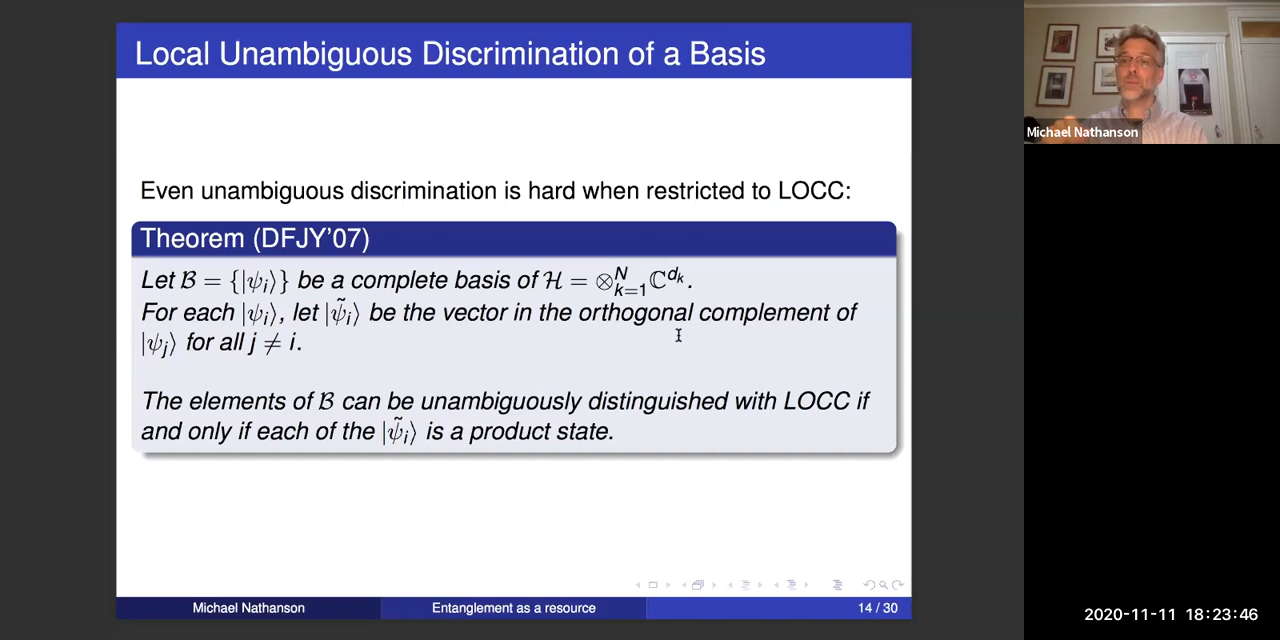 Local Unambiguous Discrimination of a Basis
Michael Nathanson
Even unambiguous discrimination is hard when restricted to LOCC:
Theorem (DFJY'07)
Let ℬ = {|ψᵢ⟩} be a complete basis of ℋ = ⊗ᴺₖ₌₁ ℂᵈₖ.
For each |ψᵢ⟩, let |ψ̃ᵢ⟩ be the vector in the orthogonal complement of
|ψⱼ⟩ for all j ≠ i.
The elements of ℬ can be unambiguously distinguished with LOCC if
and only if each of the |ψ̃ᵢ⟩ is a product state.
Michael Nathanson Entanglement as a resource 14 / 30
2020-11-11 18:23:46